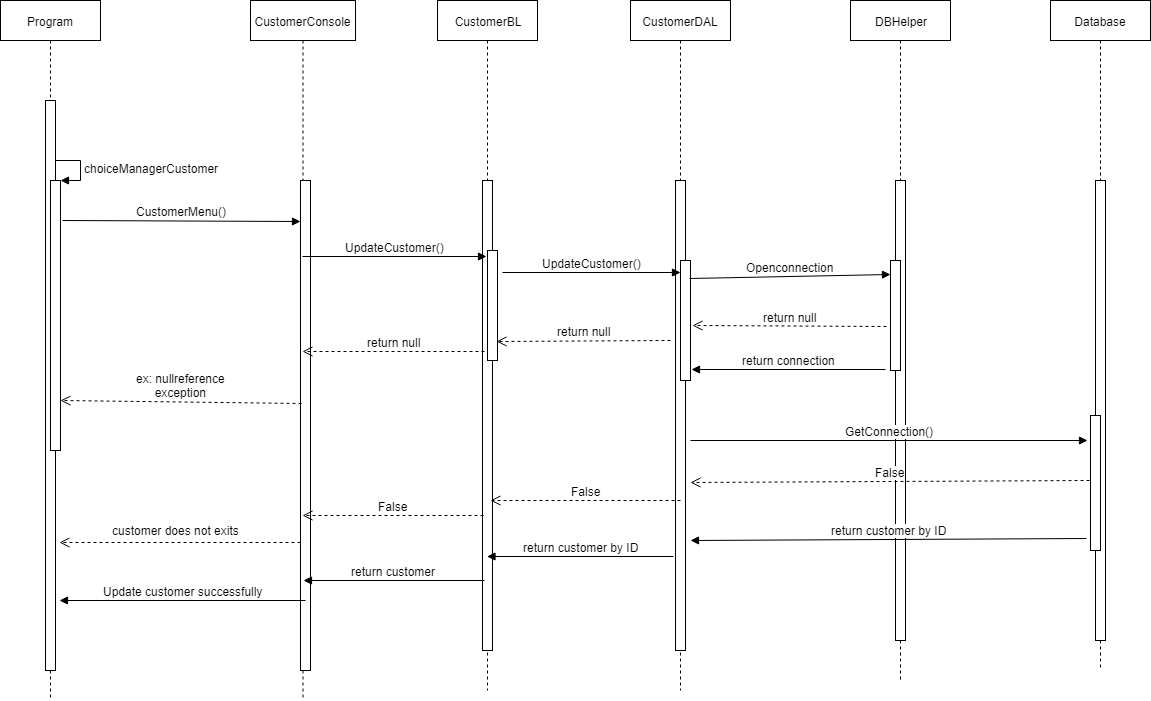 Program
CustomerConsole
CustomerBL
CustomerDAL
DBHelper
Database
choiceManagerCustomer
CustomerMenu()
UpdateCustomer()
UpdateCustomer()
Openconnection
return null
return null
return null
return connection
ex: nullreference
exception
GetConnection()
False
False
False
customer does not exits
return customer by ID
return customer by ID
return customer
Update customer successfully